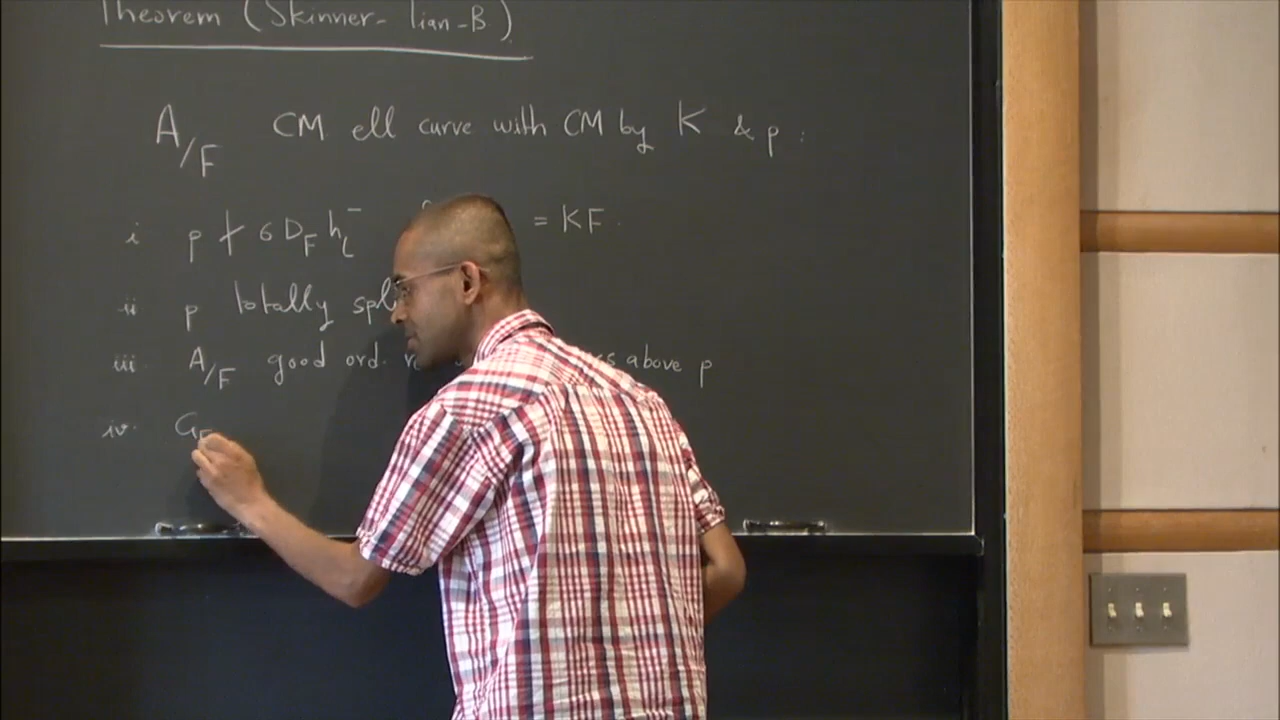 Theorem (Skinner - Tian - B)
A/F CM ell curve with CM by K & p :
i p ∤ 6 D_F h_L^- = KF.
ii p totally
iii. A/F good ord. above p
iv. G